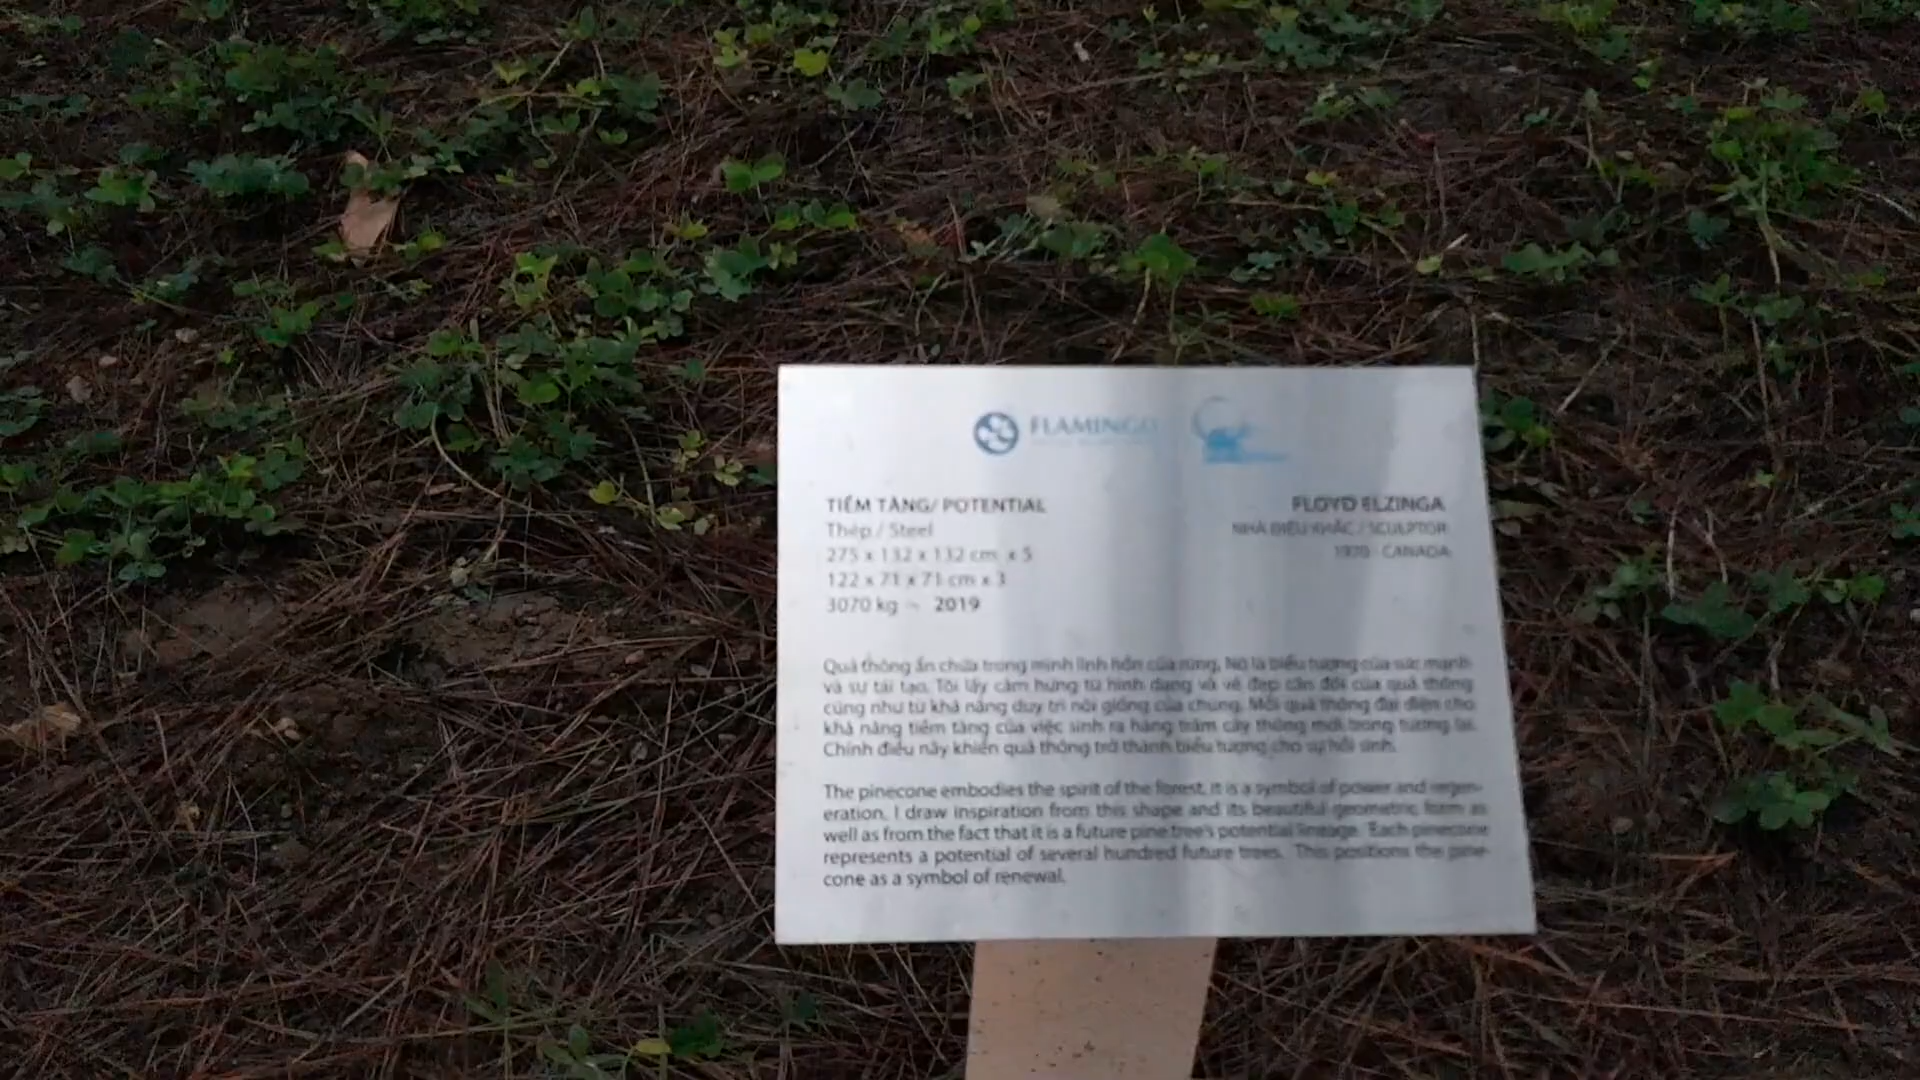 FLAMINGO
TIỀM TÀNG/ POTENTIAL
Thép / Steel
275 x 132 x 132 cm x 5
122 x 71 x 71 cm x 3
3070 kg ~ 2019
FLOYD ELZINGA
NHÀ ĐIÊU KHẮC / SCULPTOR
1970 - CANADA
Quả thông ẩn chứa trong mình linh hồn của rừng. Nó là biểu tượng của sức mạnh
và sự tái tạo. Tôi lấy cảm hứng từ hình dạng và vẻ đẹp cân đối của quả thông
cũng như từ khả năng duy trì nòi giống của chúng. Mỗi quả thông đại diện cho
khả năng tiềm tàng của việc sinh ra hàng trăm cây thông mới trong tương lai.
Chính điều này khiến quả thông trở thành biểu tượng cho sự hồi sinh.
The pinecone embodies the spirit of the forest, it is a symbol of power and regen-
eration. I draw inspiration from this shape and its beautiful geometric form as
well as from the fact that it is a future pine tree's potential lineage. Each pinecone
represents a potential of several hundred future trees. This positions the pine-
cone as a symbol of renewal.